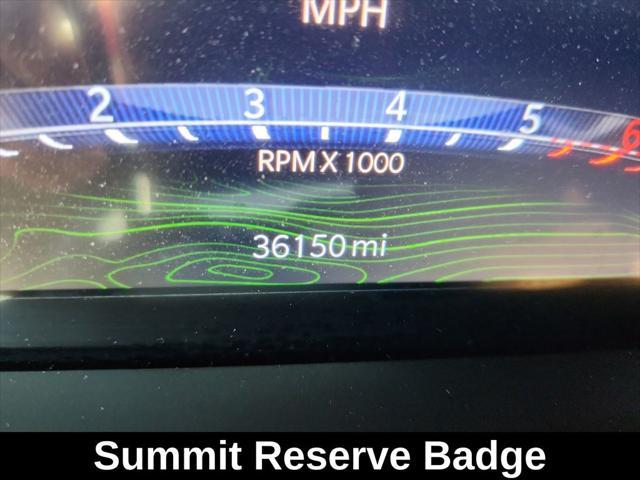 MPH
2 3 4 5 6
RPM X 1000
36150 mi
Summit Reserve Badge